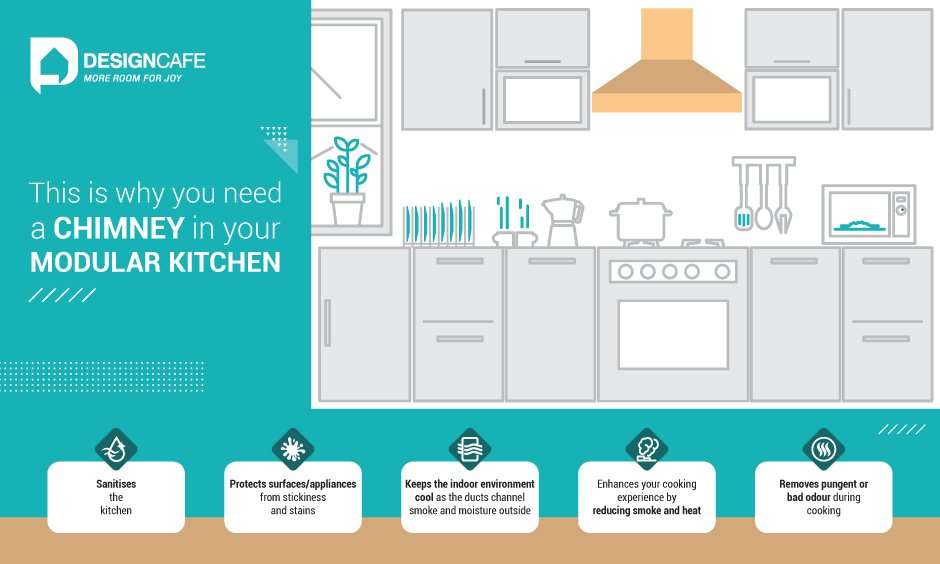 DESIGNCAFE
MORE ROOM FOR JOY
This is why you need
a CHIMNEY in your
MODULAR KITCHEN
Sanitises
the
kitchen
Protects surfaces/appliances
from stickiness
and stains
Keeps the indoor environment
cool as the ducts channel
smoke and moisture outside
Enhances your cooking
experience by
reducing smoke and heat
Removes pungent or
bad odour during
cooking